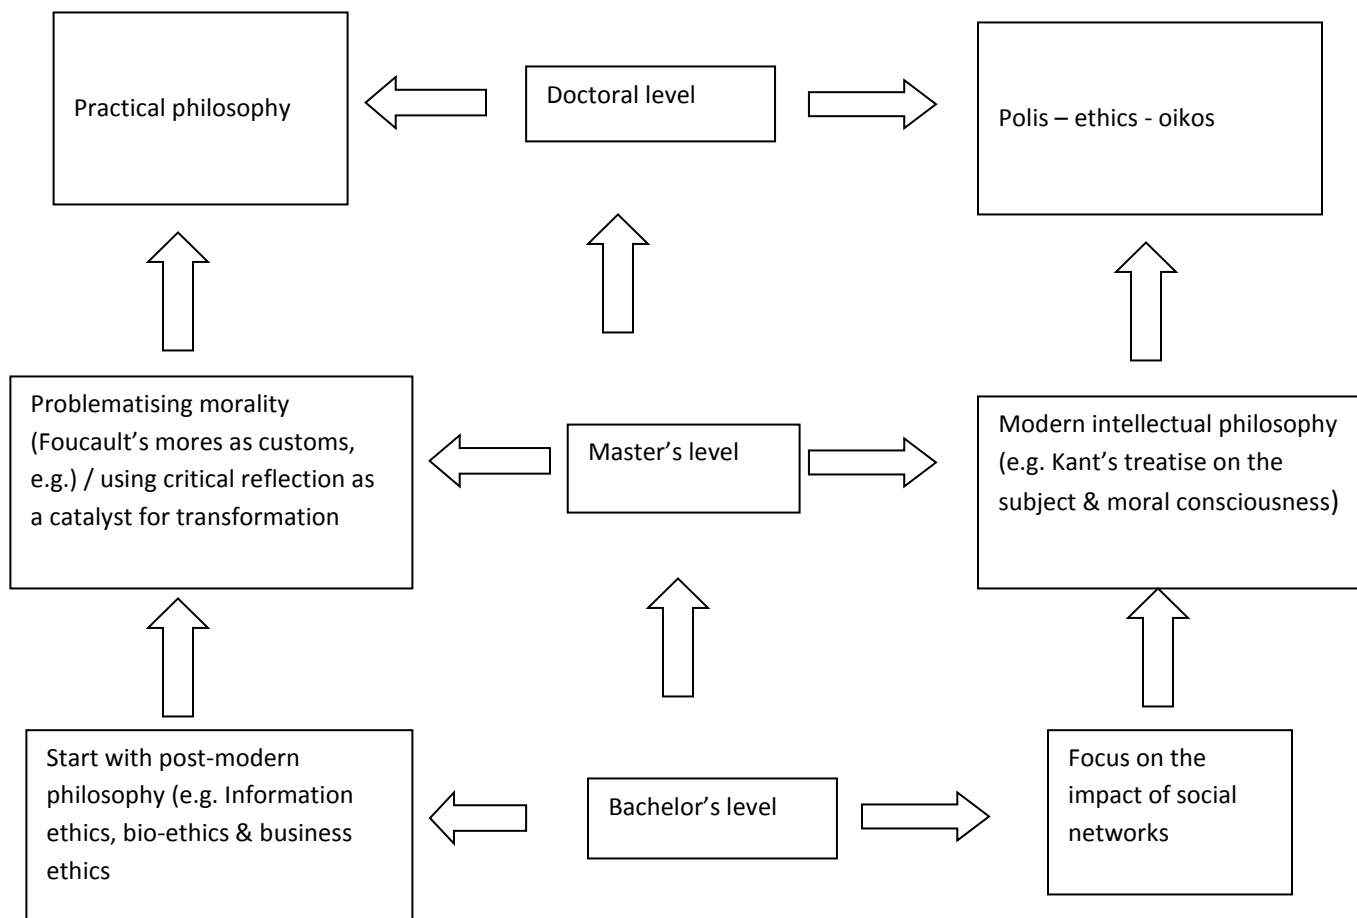 Practical philosophy
Doctoral level
Polis – ethics - oikos
Problematising morality
(Foucault’s mores as customs,
e.g.) / using critical reflection as
a catalyst for transformation
Master’s level
Modern intellectual philosophy
(e.g. Kant’s treatise on the
subject & moral consciousness)
Start with post-modern
philosophy (e.g. Information
ethics, bio-ethics & business
ethics
Bachelor’s level
Focus on the
impact of social
networks